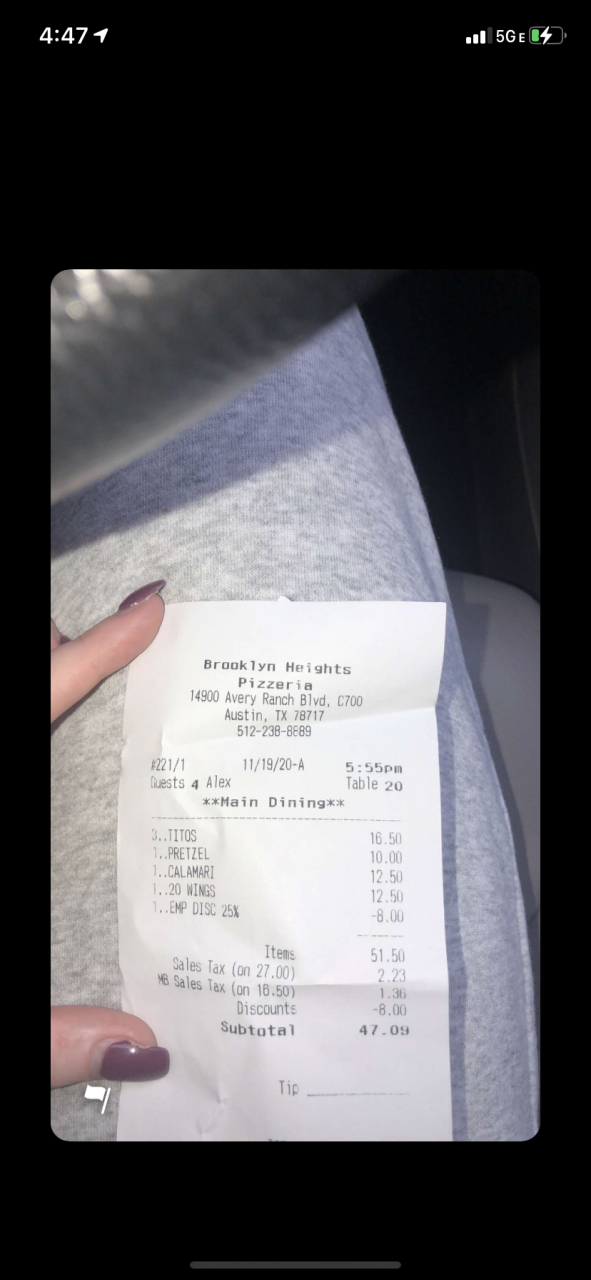 4:47
5GE
Brooklyn Heights
Pizzeria
14900 Avery Ranch Blvd, C700
Austin, TX 78717
512-238-8889
#221/1 11/19/20-A 5:55pm
Guests 4 Alex Table 20
**Main Dining**
3..TITOS 16.50
1..PRETZEL 10.00
1..CALAMARI 12.50
1..20 WINGS 12.50
1..EMP DISC 25% -8.00
Items 51.50
Sales Tax (on 27.00) 2.23
MB Sales Tax (on 16.50) 1.36
Discounts -8.00
Subtotal 47.09
Tip